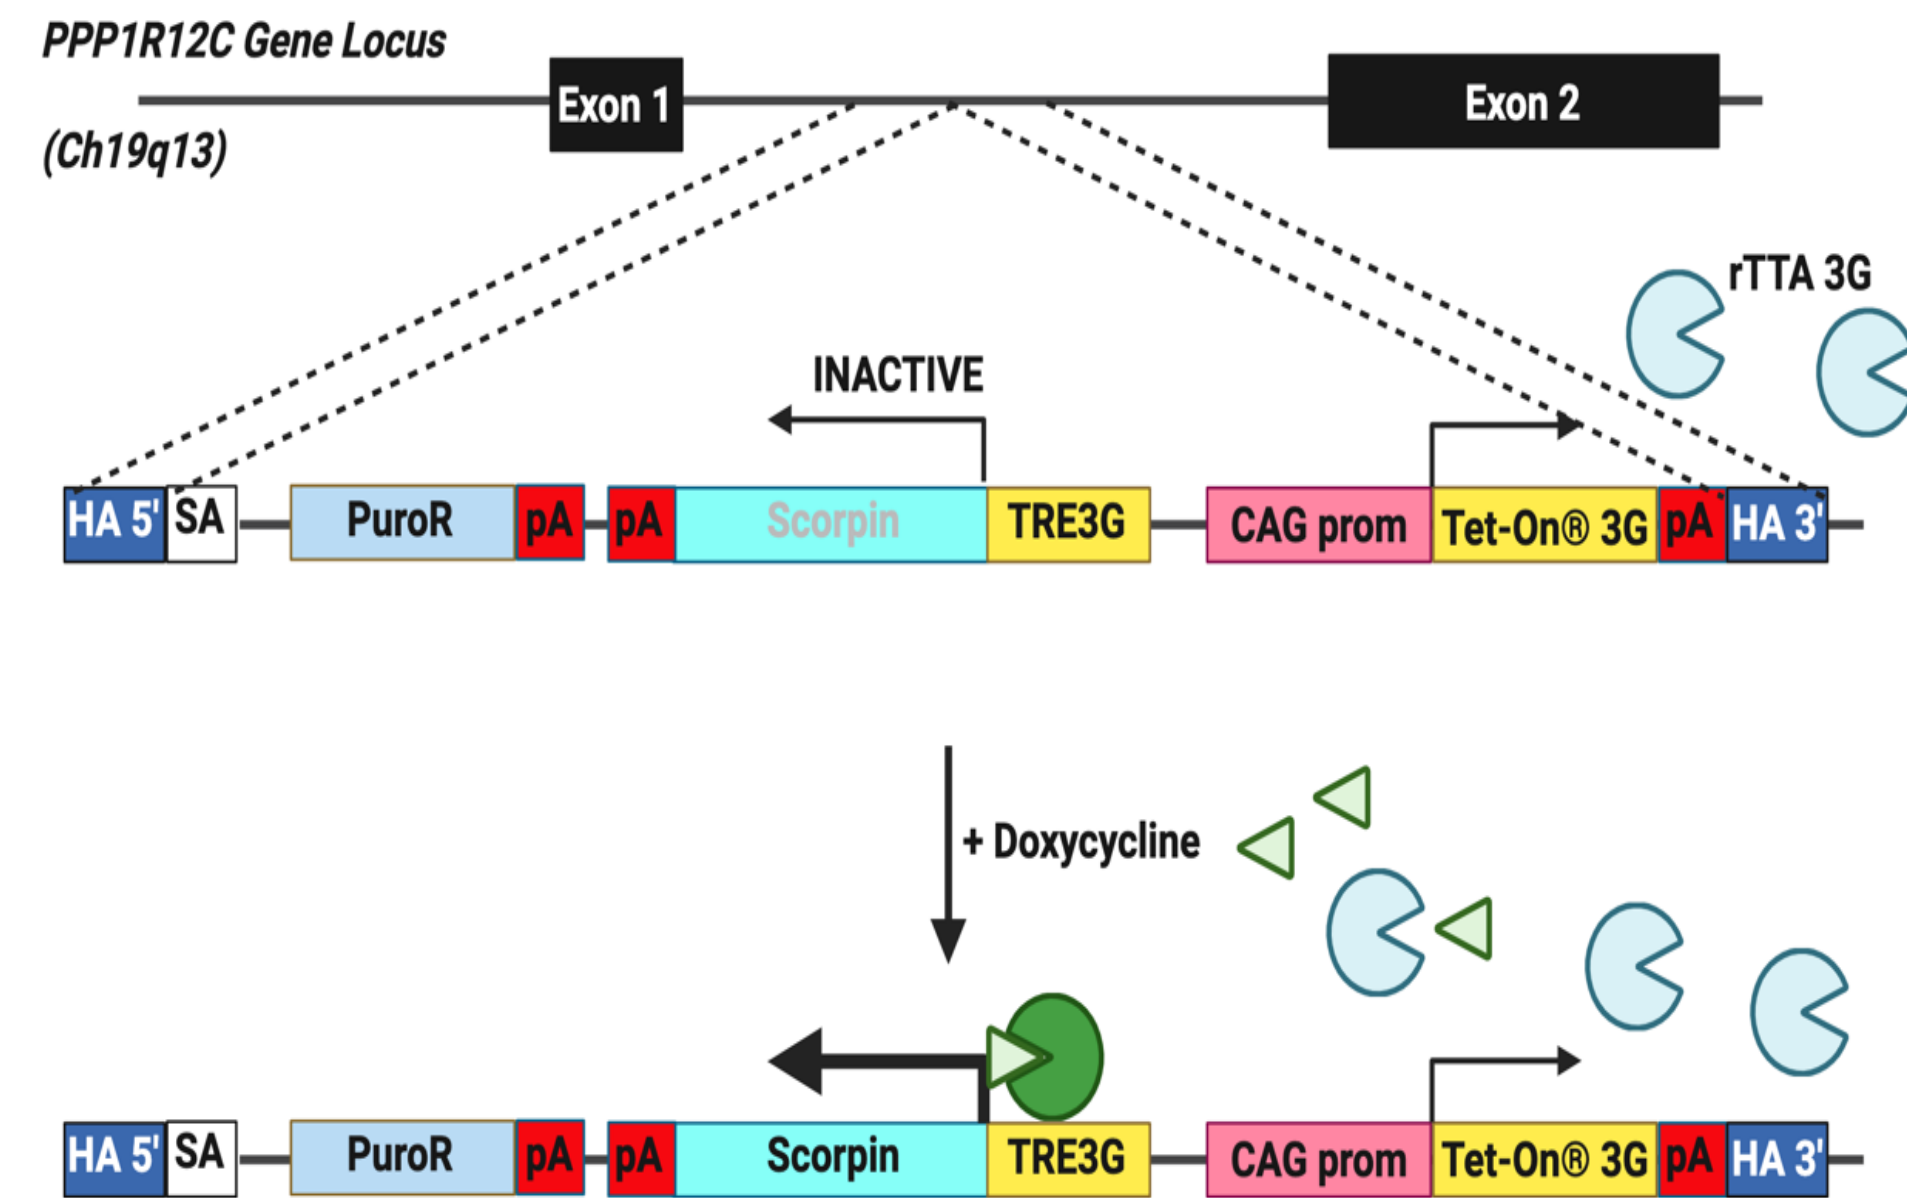 PPP1R12C Gene Locus
Exon 1
Exon 2
(Ch19q13)
rTTA 3G
INACTIVE
HA 5' SA PuroR pA pA Scorpin TRE3G CAG prom Tet-On® 3G pA HA 3'
+ Doxycycline
HA 5' SA PuroR pA pA Scorpin TRE3G CAG prom Tet-On® 3G pA HA 3'